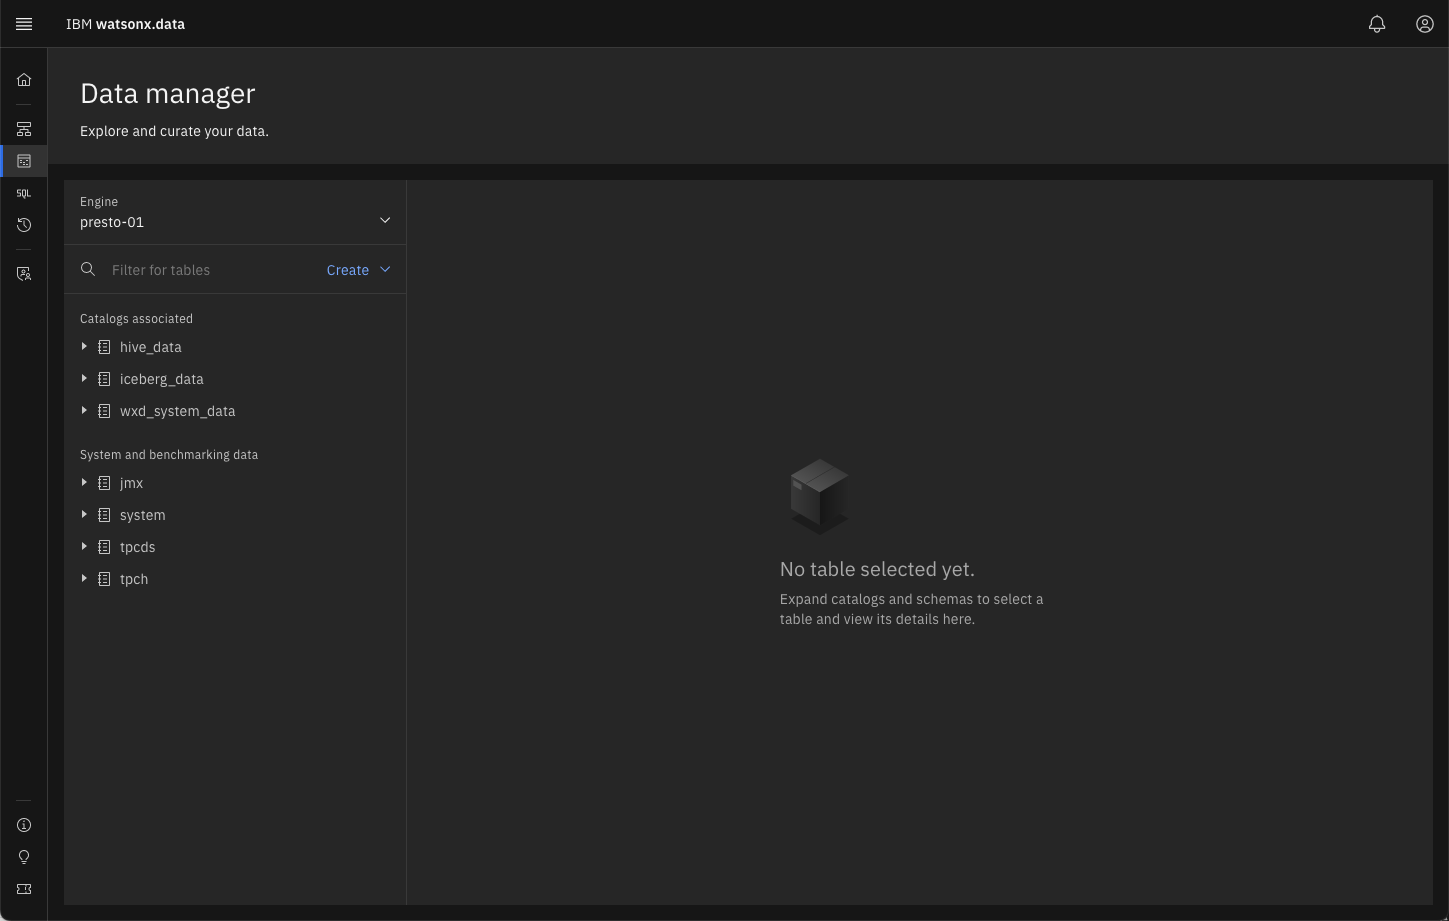 IBM watsonx.data
Data manager
Explore and curate your data.
SQL
Engine
presto-01
Filter for tables
Create
Catalogs associated
hive_data
iceberg_data
wxd_system_data
System and benchmarking data
jmx
system
tpcds
tpch
No table selected yet.
Expand catalogs and schemas to select a
table and view its details here.